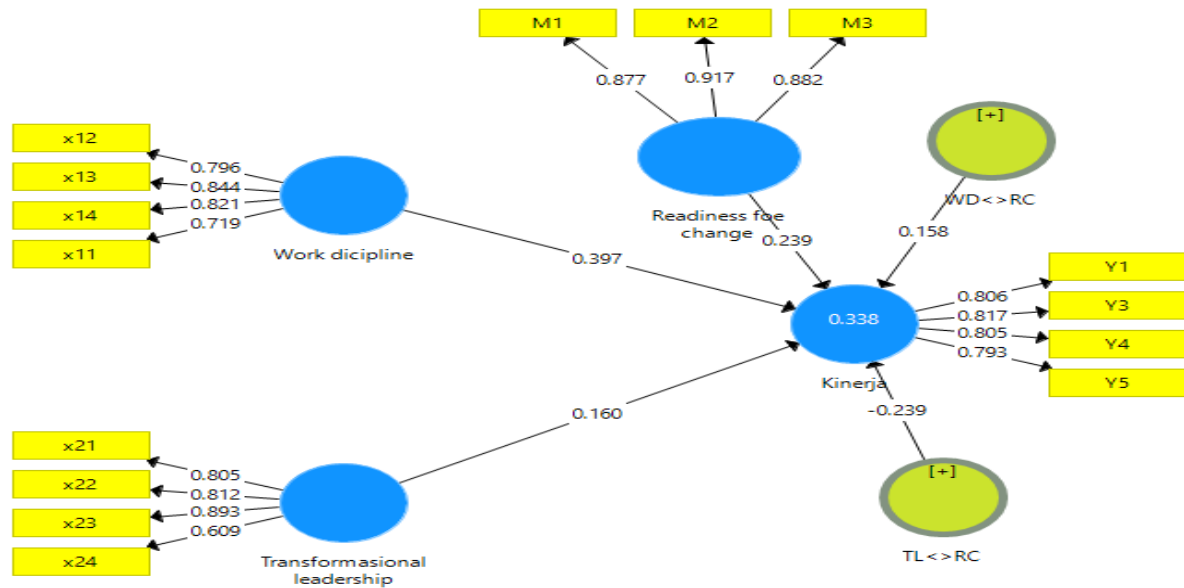 M1
M2
M3
0.877
0.917
0.882
[+]
x12
x13
x14
x11
0.796
0.844
0.821
0.719
Work dicipline
Readiness foe
change
WD<>RC
0.239
0.158
0.397
Y1
Y3
Y4
Y5
0.806
0.817
0.805
0.793
0.338
Kinerja
0.160
-0.239
x21
x22
x23
x24
0.805
0.812
0.893
0.609
Transformasional
leadership
[+]
TL<>RC